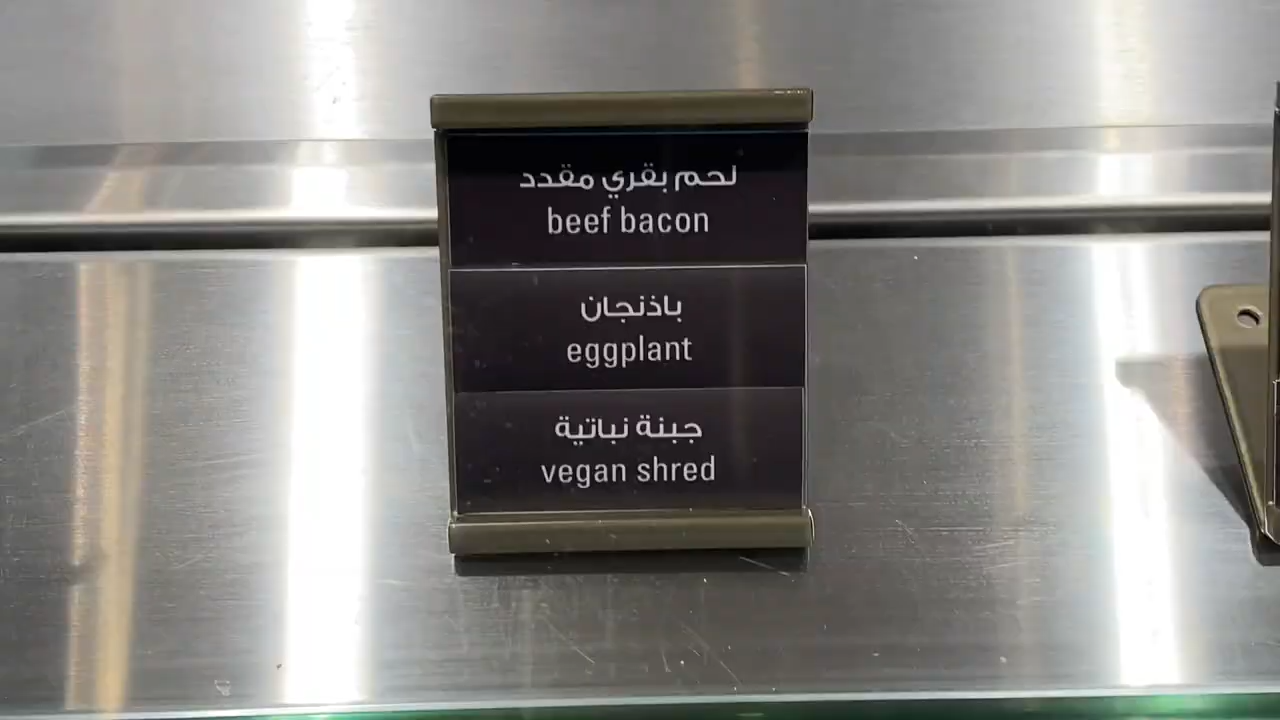 لحم بقري مقدد
beef bacon
باذنجان
eggplant
جبنة نباتية
vegan shred